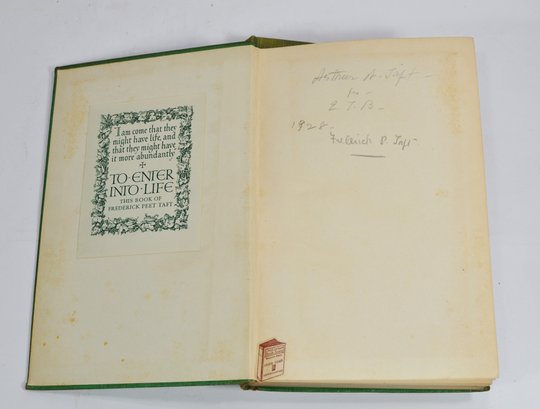 I am come that they
might have life, and
that they might have
it more abundantly
TO·ENTER
INTO·LIFE
THIS BOOK OF
FREDERICK PEET TAFT
Arthur A. Taft
E. T. B.
1928
Frederick P. Taft